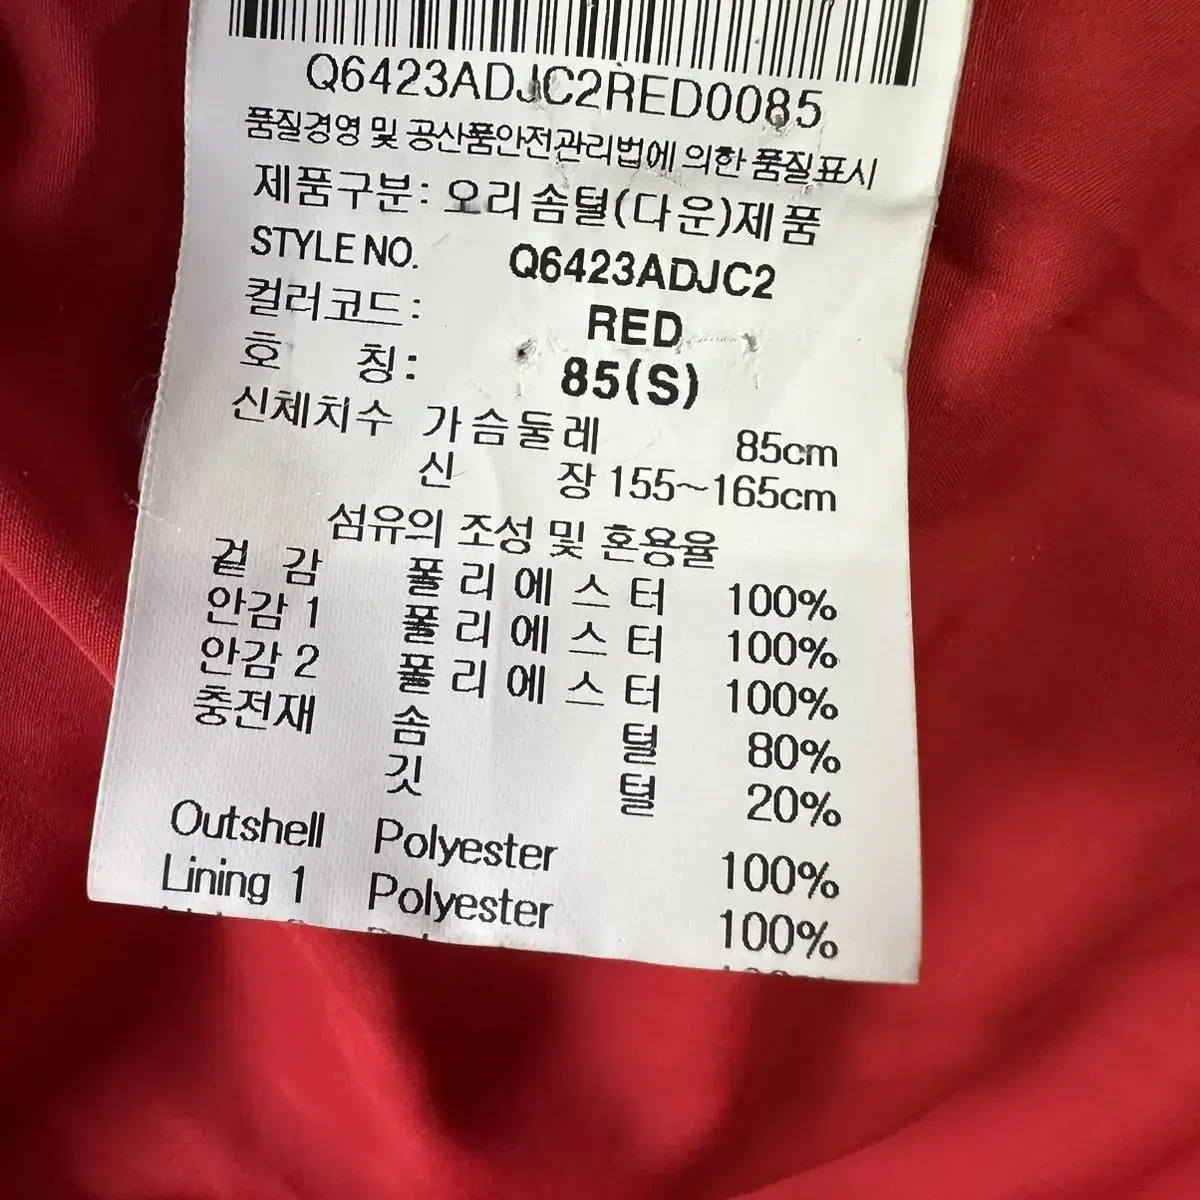 Q6423ADJC2RED0085
품질경영 및 공산품안전관리법에 의한 품질표시
제품구분: 오리솜털(다운)제품
STYLE NO. Q6423ADJC2
컬러코드: RED
호 칭: 85(S)
신체치수 가슴둘레 85cm
신 장 155~165cm
섬유의 조성 및 혼용율
겉 감 폴리에스터 100%
안감 1 폴리에스터 100%
안감 2 폴리에스터 100%
충전재 솜 털 80%
깃 털 20%
Outshell Polyester 100%
Lining 1 Polyester 100%